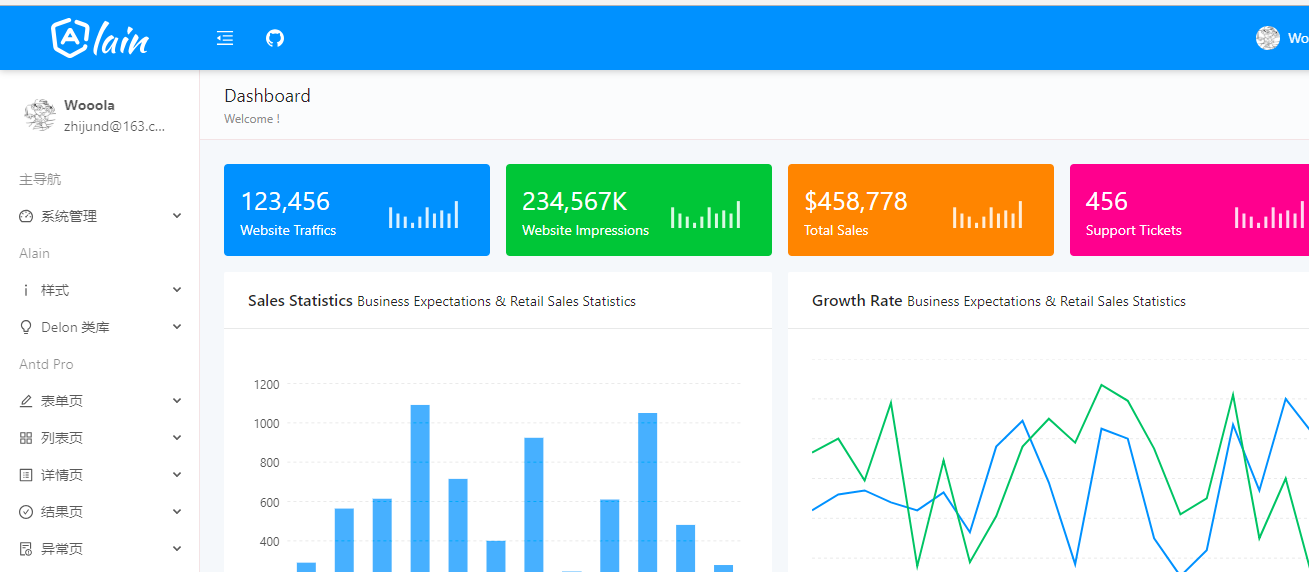 Alain
Wo
Wooola
zhijund@163.c...
主导航
系统管理
Alain
样式
Delon 类库
Antd Pro
表单页
列表页
详情页
结果页
异常页
Dashboard
Welcome !
123,456
Website Traffics
234,567K
Website Impressions
$458,778
Total Sales
456
Support Tickets
Sales Statistics Business Expectations & Retail Sales Statistics
1200
1000
800
600
400
Growth Rate Business Expectations & Retail Sales Statistics